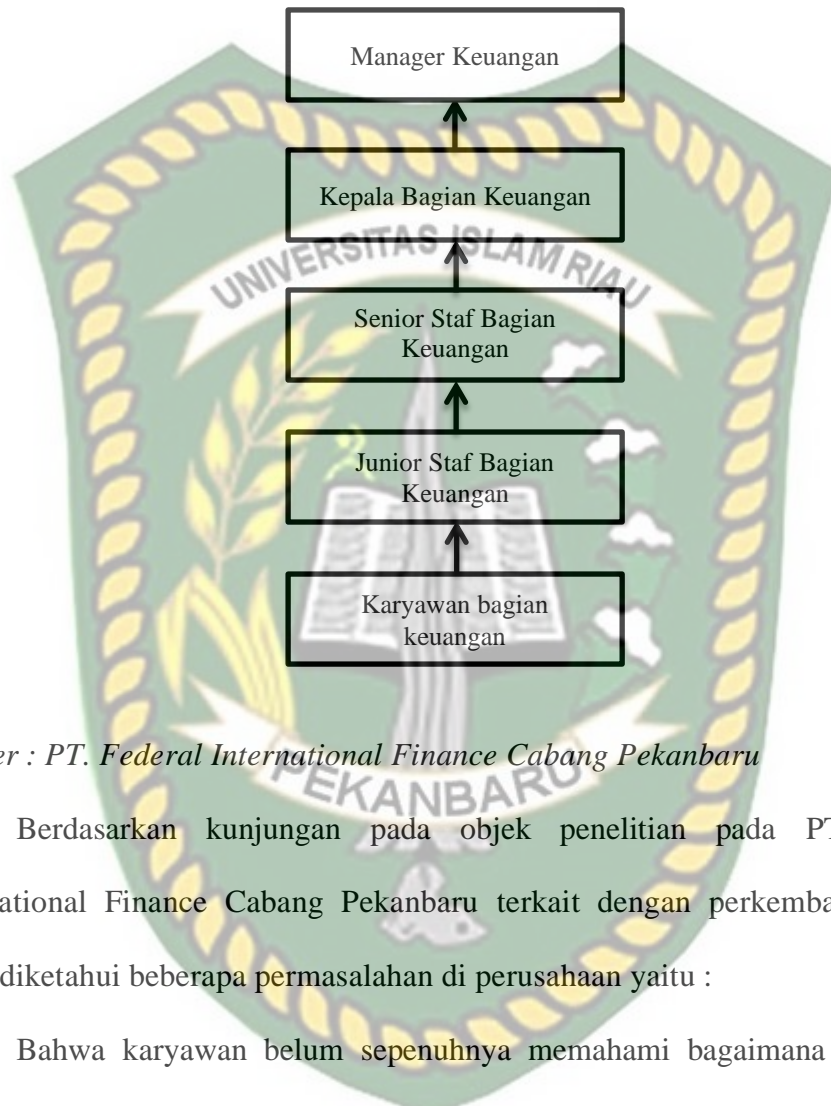 Manager Keuangan
Kepala Bagian Keuangan
UNIVERSITAS ISLAM RIAU
Senior Staf Bagian
Keuangan
Junior Staf Bagian
Keuangan
Karyawan bagian
keuangan
er : PT. Federal International Finance Cabang Pekanbaru
PEKANBARU
Berdasarkan kunjungan pada objek penelitian pada PT
ational Finance Cabang Pekanbaru terkait dengan perkemba
diketahui beberapa permasalahan di perusahaan yaitu :
Bahwa karyawan belum sepenuhnya memahami bagaimana